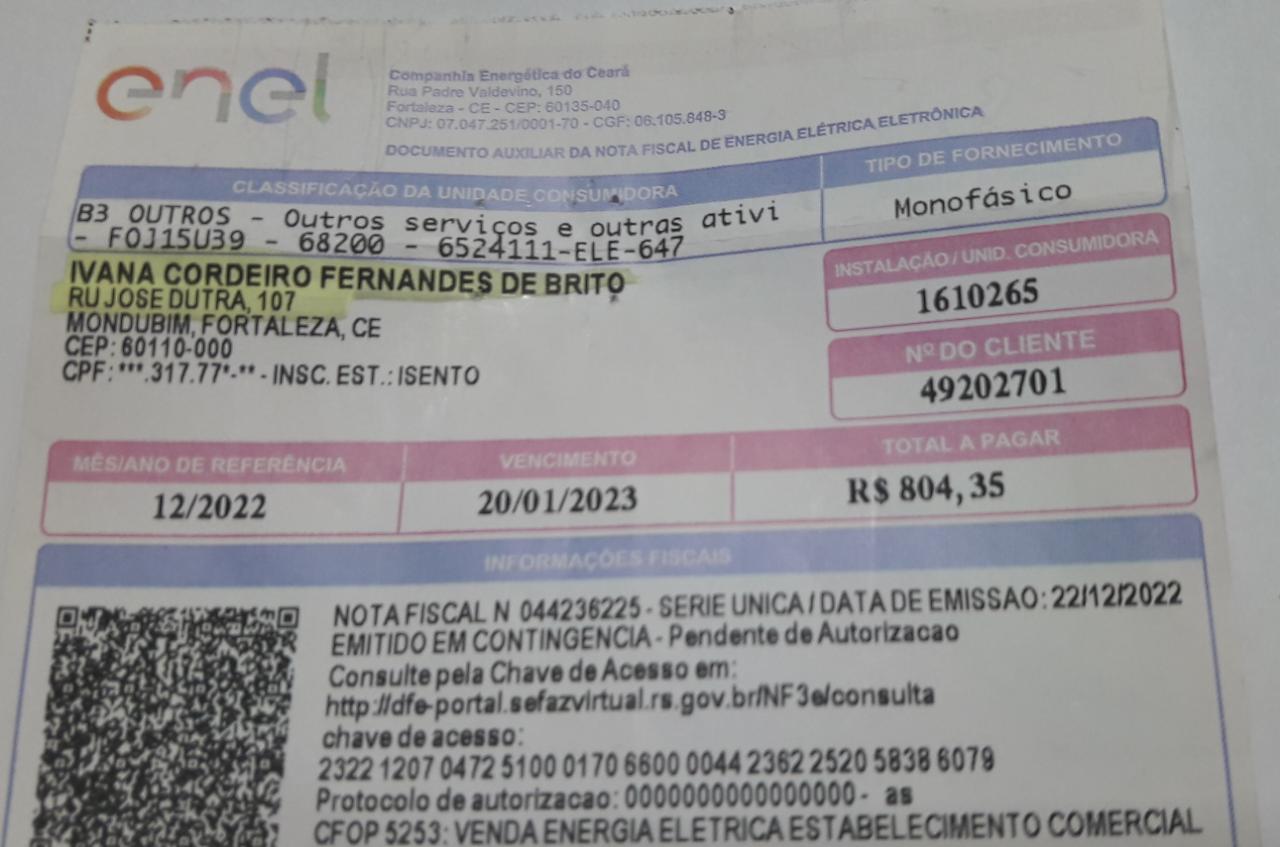 enel
Companhia Energética do Ceará
Rua Padre Valdevino, 150
Fortaleza - CE - CEP: 60135-040
CNPJ: 07.047.251/0001-70 - CGF: 06.105.848-3
DOCUMENTO AUXILIAR DA NOTA FISCAL DE ENERGIA ELÉTRICA ELETRÔNICA
CLASSIFICAÇÃO DA UNIDADE CONSUMIDORA
TIPO DE FORNECIMENTO
B3 OUTROS - Outros serviços e outras ativi
- FOJ15U39 - 68200 - 6524111-ELE-647
Monofásico
IVANA CORDEIRO FERNANDES DE BRITO
RU JOSE DUTRA, 107
MONDUBIM, FORTALEZA, CE
CEP: 60110-000
CPF: ***.317.77*-** - INSC. EST.: ISENTO
INSTALAÇÃO / UNID. CONSUMIDORA
1610265
Nº DO CLIENTE
49202701
MÊS/ANO DE REFERÊNCIA
VENCIMENTO
TOTAL A PAGAR
12/2022
20/01/2023
R$ 804,35
INFORMAÇÕES FISCAIS
NOTA FISCAL N 044236225 - SERIE UNICA / DATA DE EMISSAO: 22/12/2022
EMITIDO EM CONTINGENCIA - Pendente de Autorizacao
Consulte pela Chave de Acesso em:
http://dfe-portal.sefazvirtual.rs.gov.br/NF3e/consulta
chave de acesso:
2322 1207 0472 5100 0170 6600 0044 2362 2520 5838 6079
Protocolo de autorizacao: 0000000000000000 - as
CFOP 5253: VENDA ENERGIA ELETRICA ESTABELECIMENTO COMERCIAL